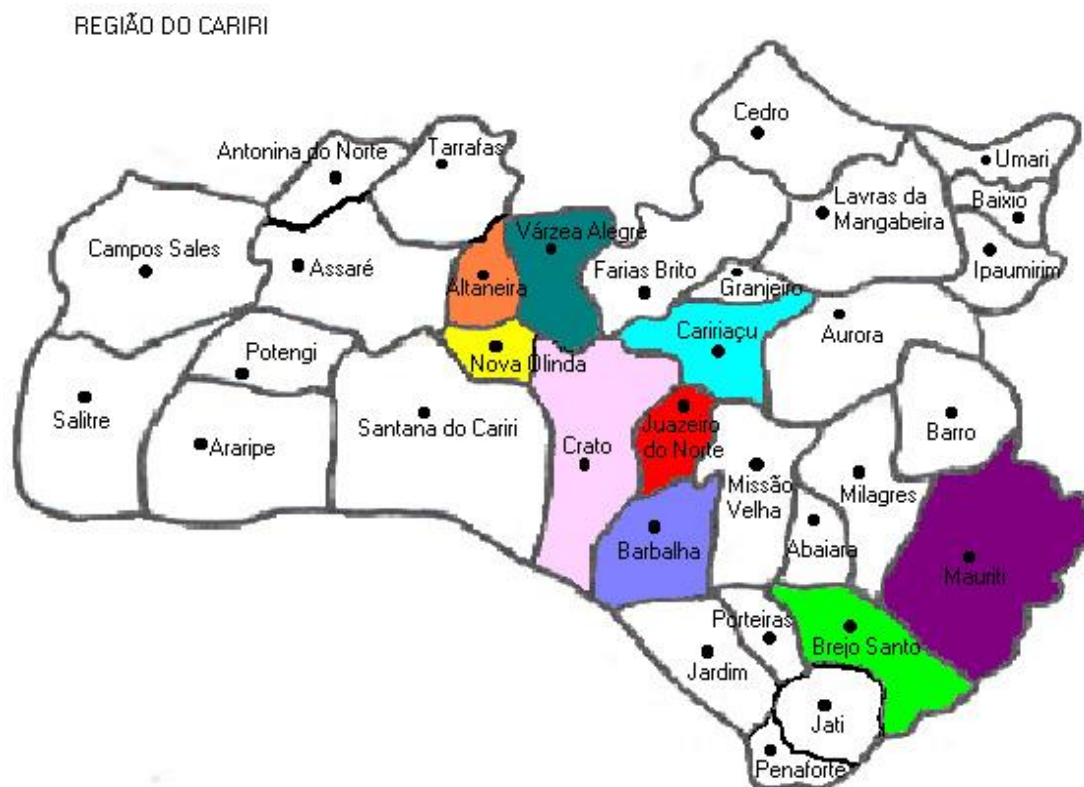 REGIÃO DO CARIRI
Cedro
Antonina do Norte
Tarrafas
Umari
Baixio
Lavras da
Mangabeira
Várzea Alegre
Campos Sales
Assaré
Altaneira
Farias Brito
Granjeiro
Ipaumirim
Caririaçu
Aurora
Potengi
Nova Olinda
Salitre
Araripe
Santana do Cariri
Crato
Juazeiro
do Norte
Barro
Missão
Velha
Milagres
Barbalha
Abaiara
Mauriti
Porteiras
Brejo Santo
Jardim
Jati
Penaforte